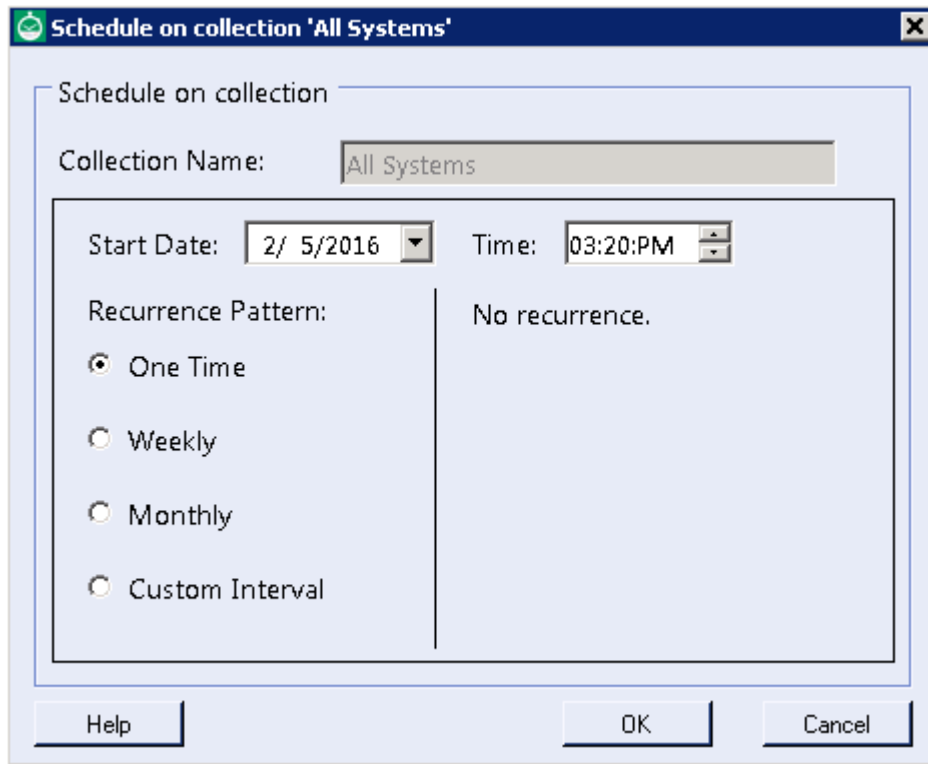 Schedule on collection 'All Systems'
Schedule on collection
Collection Name: All Systems
Start Date: 2/ 5/2016 Time: 03:20:PM
Recurrence Pattern: No recurrence.
One Time
Weekly
Monthly
Custom Interval
Help OK Cancel